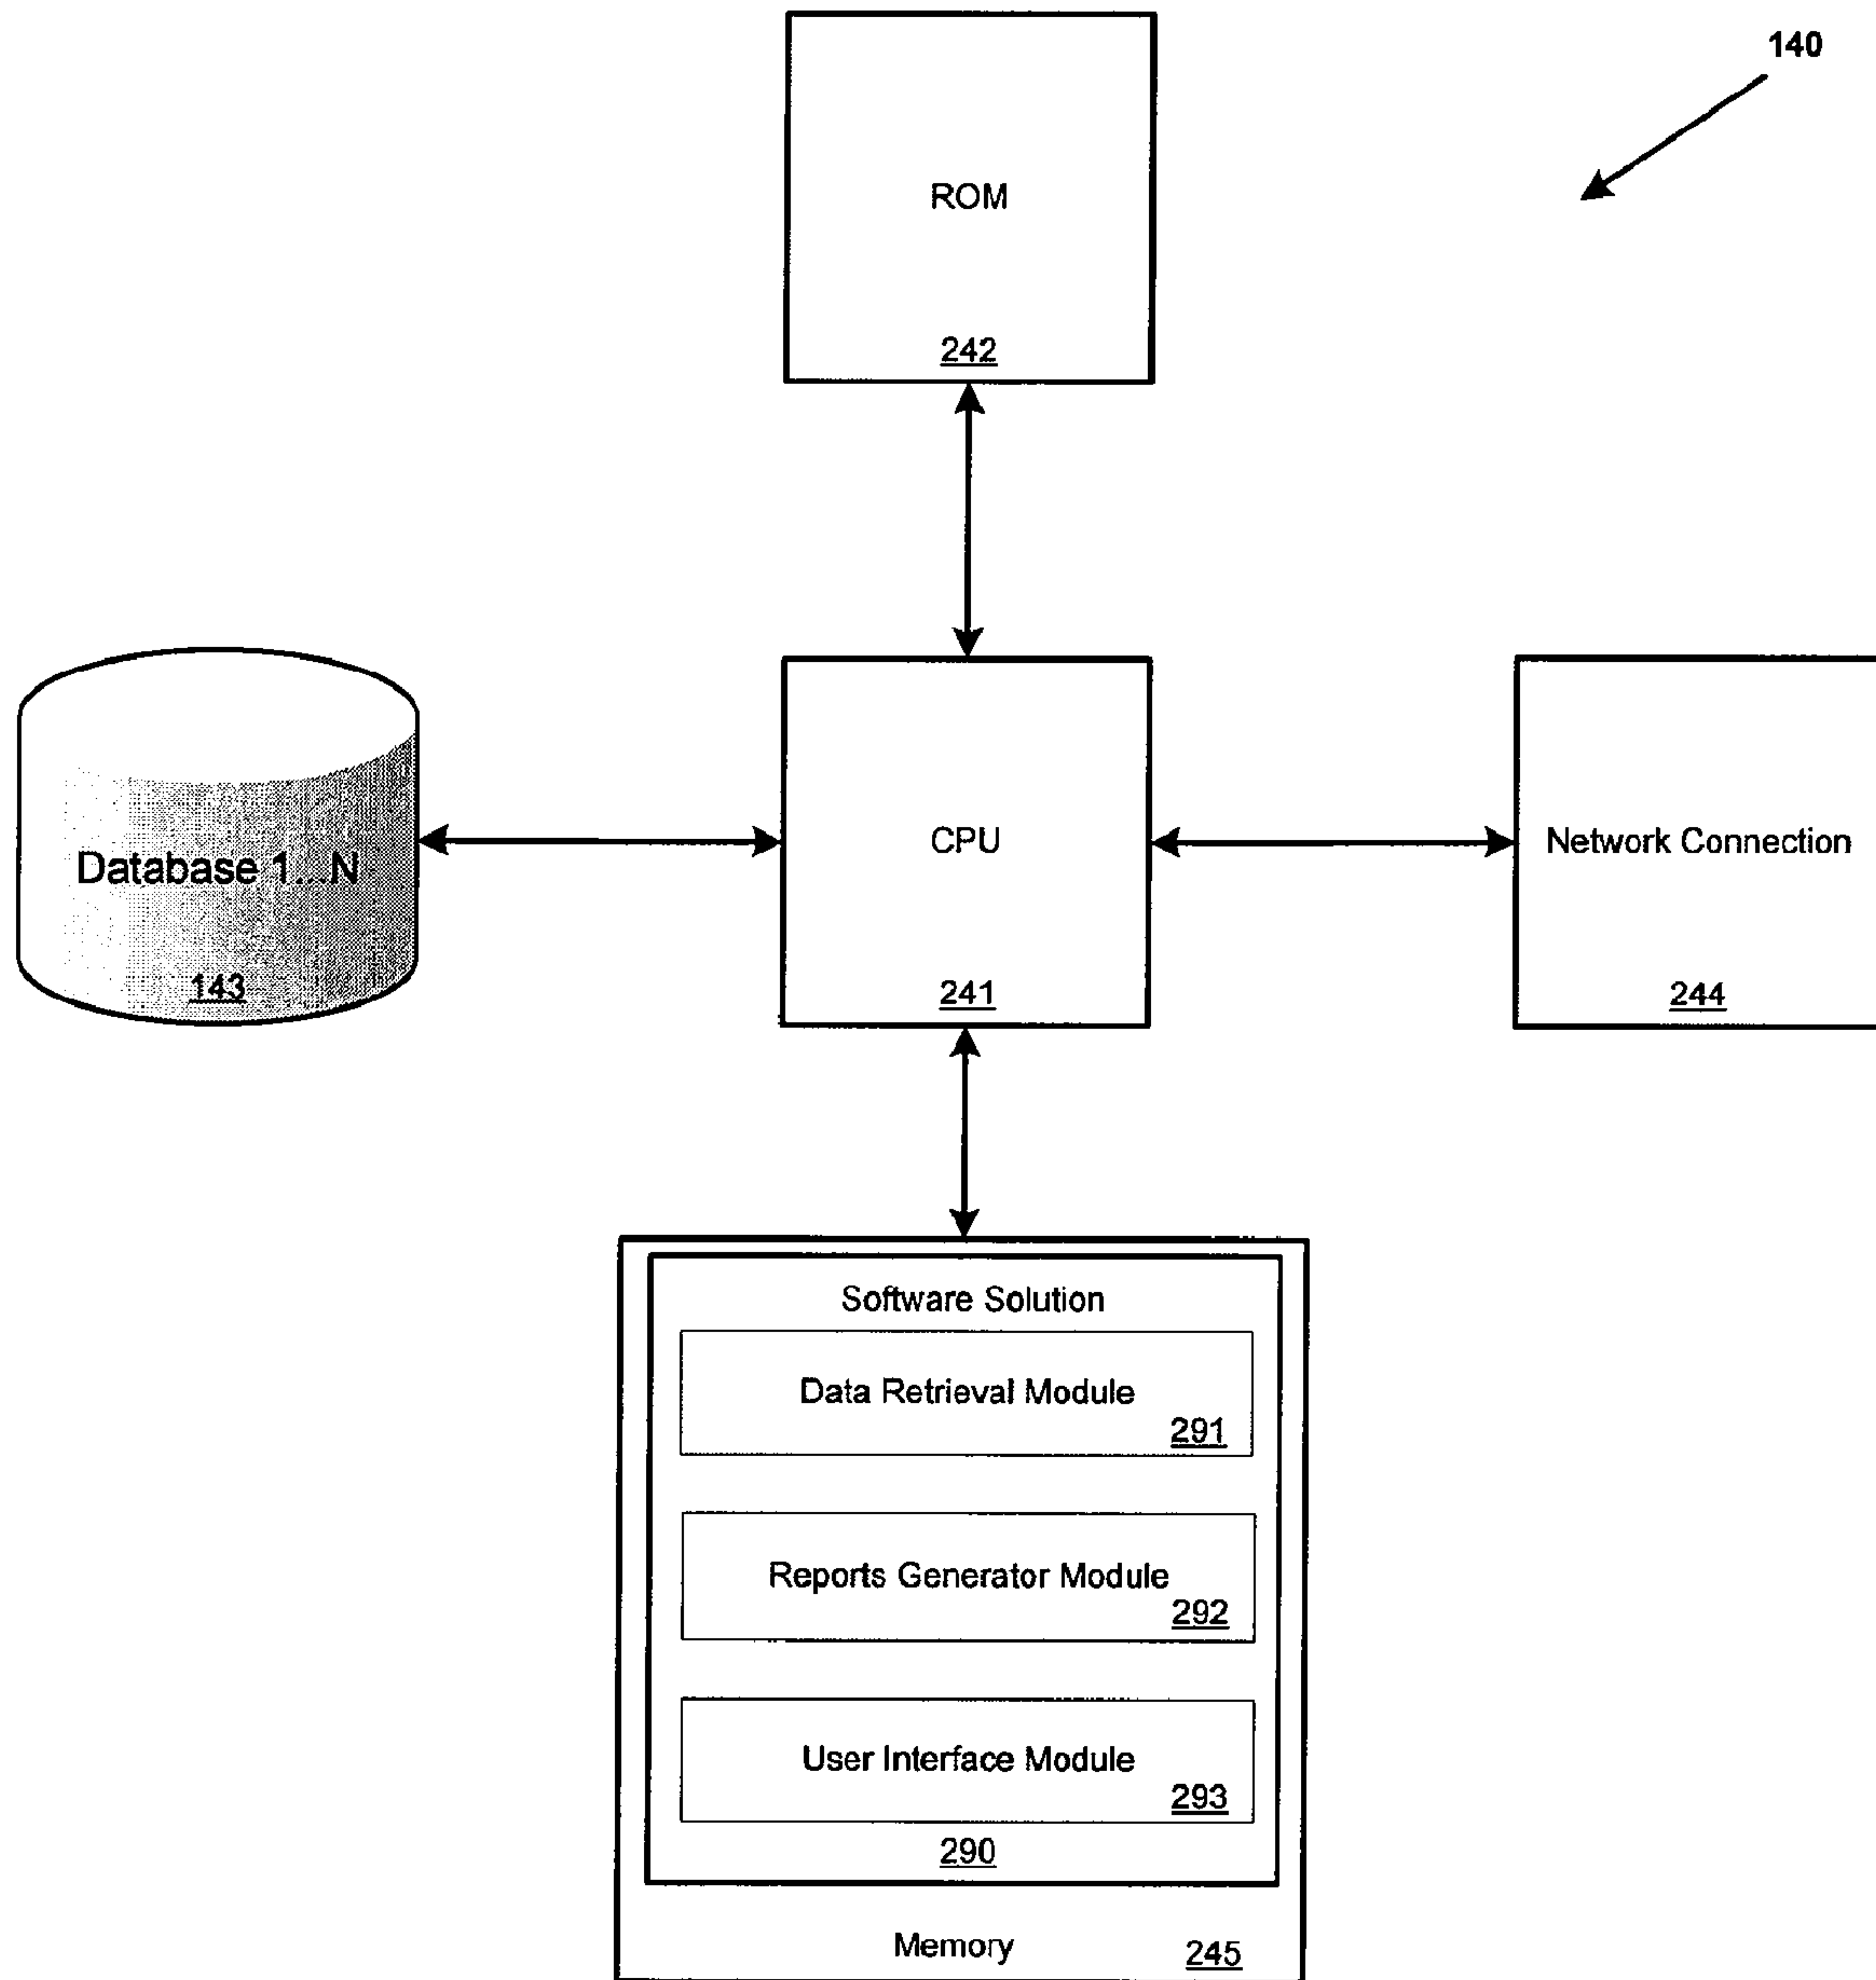 140
ROM
242
Database 1...N
143
CPU
241
Network Connection
244
Software Solution
Data Retrieval Module
291
Reports Generator Module
292
User Interface Module
293
290
Memory
245